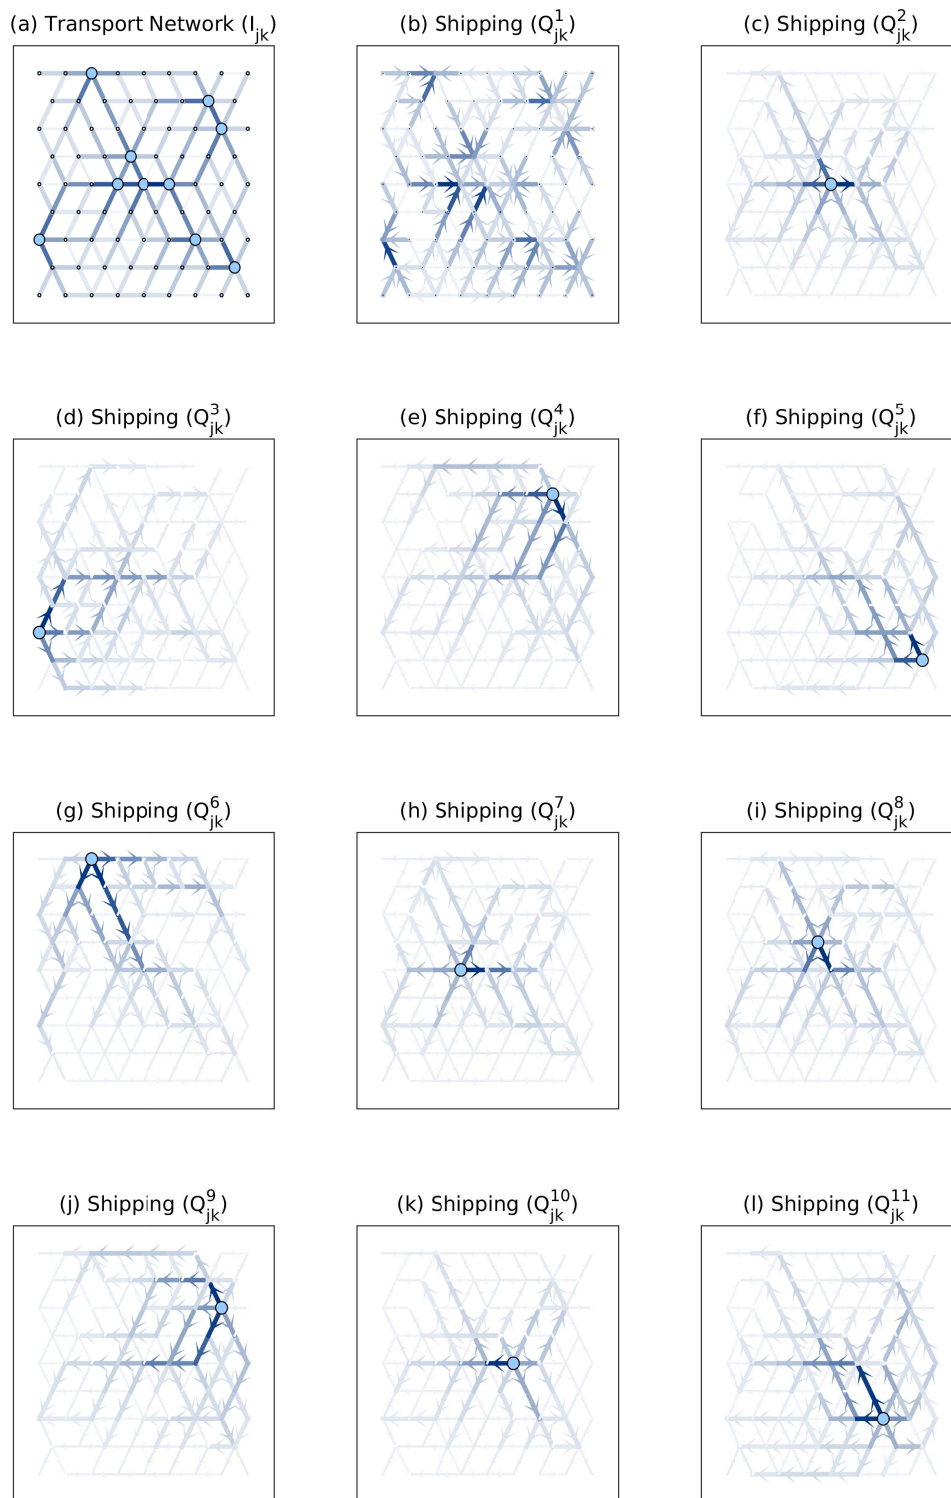 (a) Transport Network (I_jk)
(b) Shipping (Q^1_jk)
(c) Shipping (Q^2_jk)
(d) Shipping (Q^3_jk)
(e) Shipping (Q^4_jk)
(f) Shipping (Q^5_jk)
(g) Shipping (Q^6_jk)
(h) Shipping (Q^7_jk)
(i) Shipping (Q^8_jk)
(j) Shipping (Q^9_jk)
(k) Shipping (Q^10_jk)
(l) Shipping (Q^11_jk)